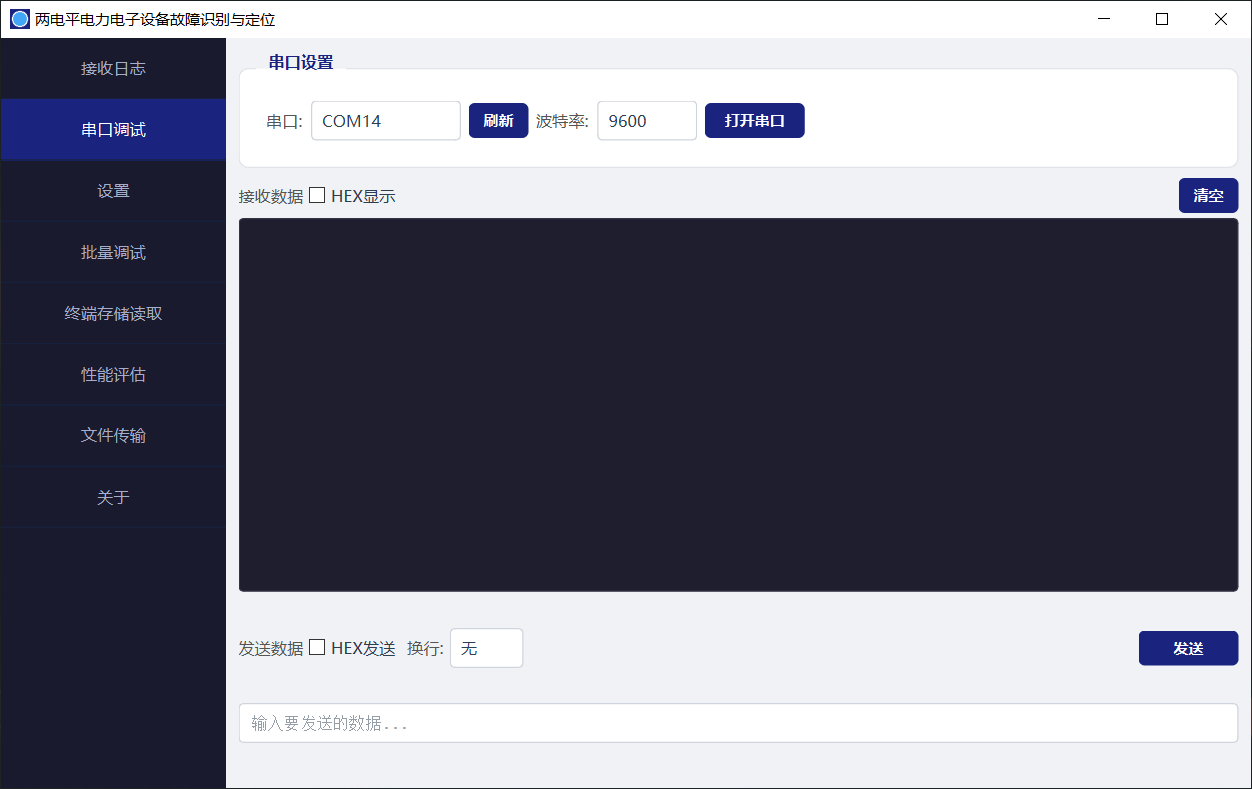 两电平电力电子设备故障识别与定位
接收日志
串口调试
设置
批量调试
终端存储读取
性能评估
文件传输
关于
串口设置
串口: COM14 刷新 波特率: 9600 打开串口
接收数据 HEX显示 清空
发送数据 HEX发送 换行: 无 发送
输入要发送的数据...